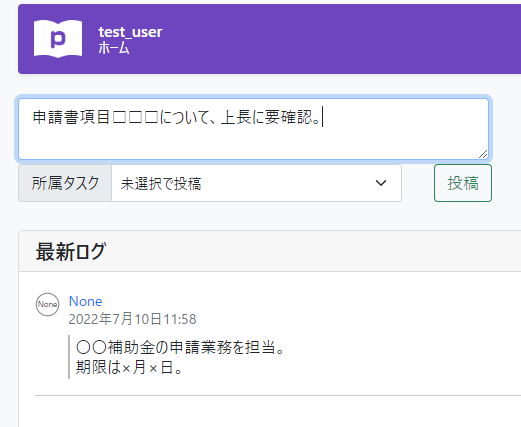 p
test_user
ホーム
申請書項目□□□について、上長に要確認。
所属タスク 未選択で投稿 投稿
最新ログ
None None
2022年7月10日11:58
〇〇補助金の申請業務を担当。
期限は×月×日。